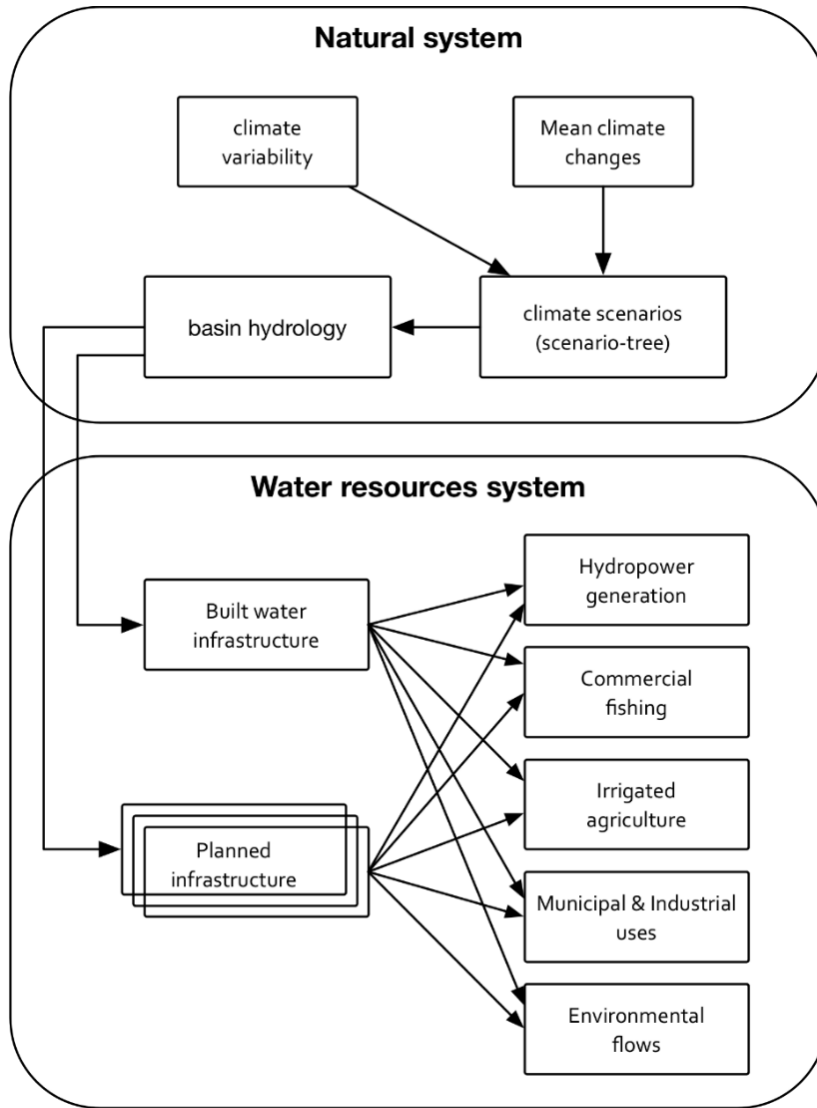 Natural system
climate
variability
Mean climate
changes
basin hydrology
climate scenarios
(scenario-tree)
Water resources system
Built water
infrastructure
Planned
infrastructure
Hydropower
generation
Commercial
fishing
Irrigated
agriculture
Municipal & Industrial
uses
Environmental
flows